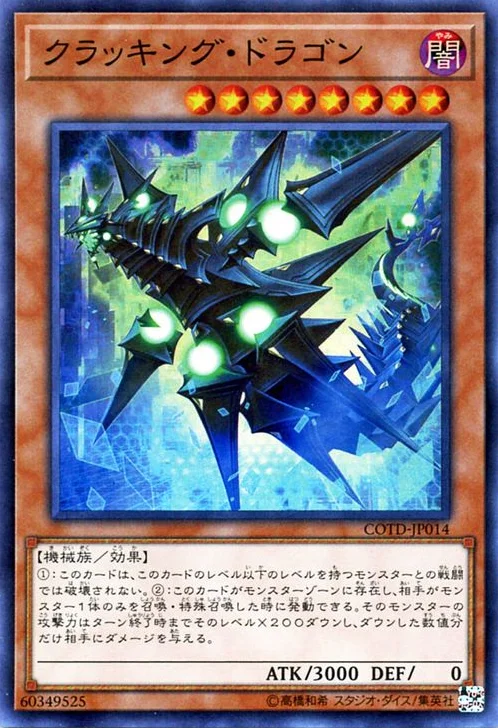 クラッキング・ドラゴン
やみ
闇
COTD-JP014
【機械族／効果】
①：このカードは、このカードのレベル以下のレベルを持つモンスターとの戦闘
では破壊されない。②：このカードがモンスターゾーンに存在し、相手がモン
スター１体のみを召喚・特殊召喚した時に発動できる。そのモンスターの
攻撃力はターン終了時までそのレベル×２００ダウンし、ダウンした数値分
だけ相手にダメージを与える。
ATK/3000 DEF/ 0
60349525
©高橋和希 スタジオ・ダイス/集英社